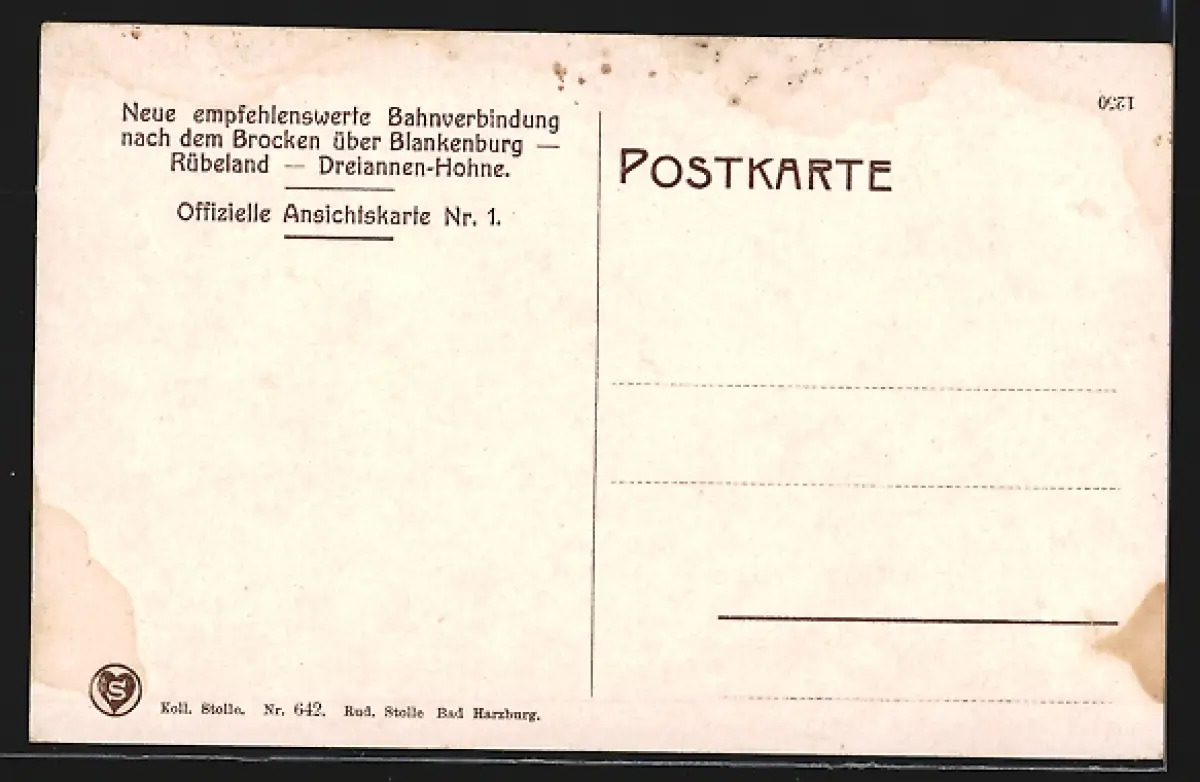 Neue empfehlenswerte Bahnverbindung
nach dem Brocken über Blankenburg —
Rübeland — Dreiannen-Hohne.
Offizielle Ansichtskarte Nr. 1.
1250
POSTKARTE
S
Koll. Stolle. Nr. 642. Rud. Stolle Bad Harzburg.